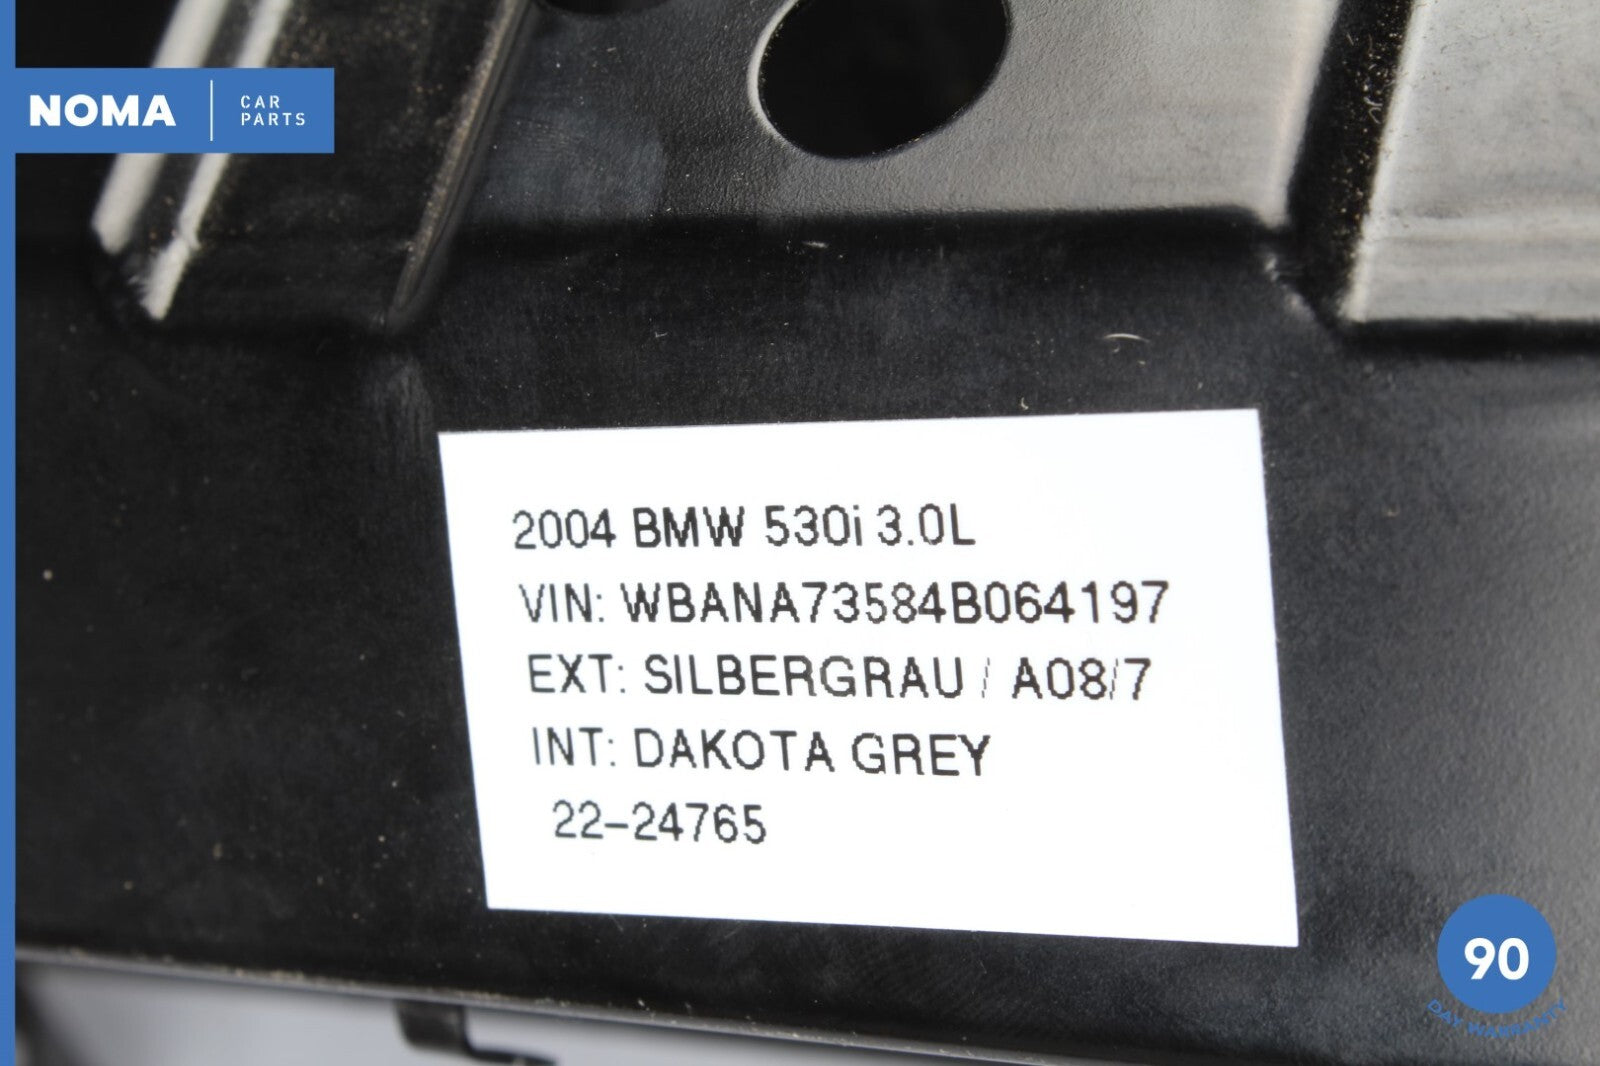 NOMA
CAR
PARTS
2004 BMW 530i 3.0L
VIN: WBANA73584B064197
EXT: SILBERGRAU / A08/7
INT: DAKOTA GREY
22-24765
90
DAY WARRANTY